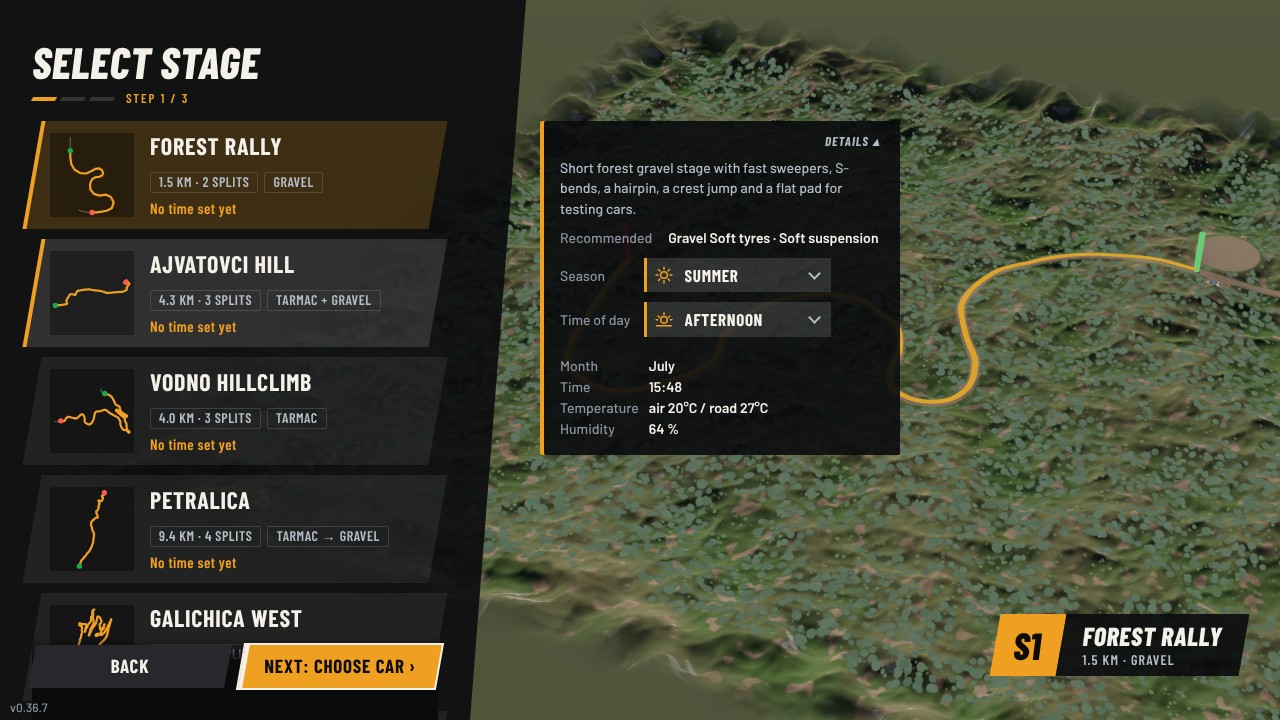 SELECT STAGE
STEP 1 / 3
FOREST RALLY
1.5 KM · 2 SPLITS
GRAVEL
No time set yet
AJVATOVCI HILL
4.3 KM · 3 SPLITS
TARMAC + GRAVEL
No time set yet
VODNO HILLCLIMB
4.0 KM · 3 SPLITS
TARMAC
No time set yet
PETRALICA
9.4 KM · 4 SPLITS
TARMAC → GRAVEL
No time set yet
GALICHICA WEST
BACK
NEXT: CHOOSE CAR ›
v0.36.7
DETAILS ▲
Short forest gravel stage with fast sweepers, S-
bends, a hairpin, a crest jump and a flat pad for
testing cars.
Recommended Gravel Soft tyres · Soft suspension
Season SUMMER
Time of day AFTERNOON
Month July
Time 15:48
Temperature air 20°C / road 27°C
Humidity 64 %
S1
FOREST RALLY
1.5 KM · GRAVEL